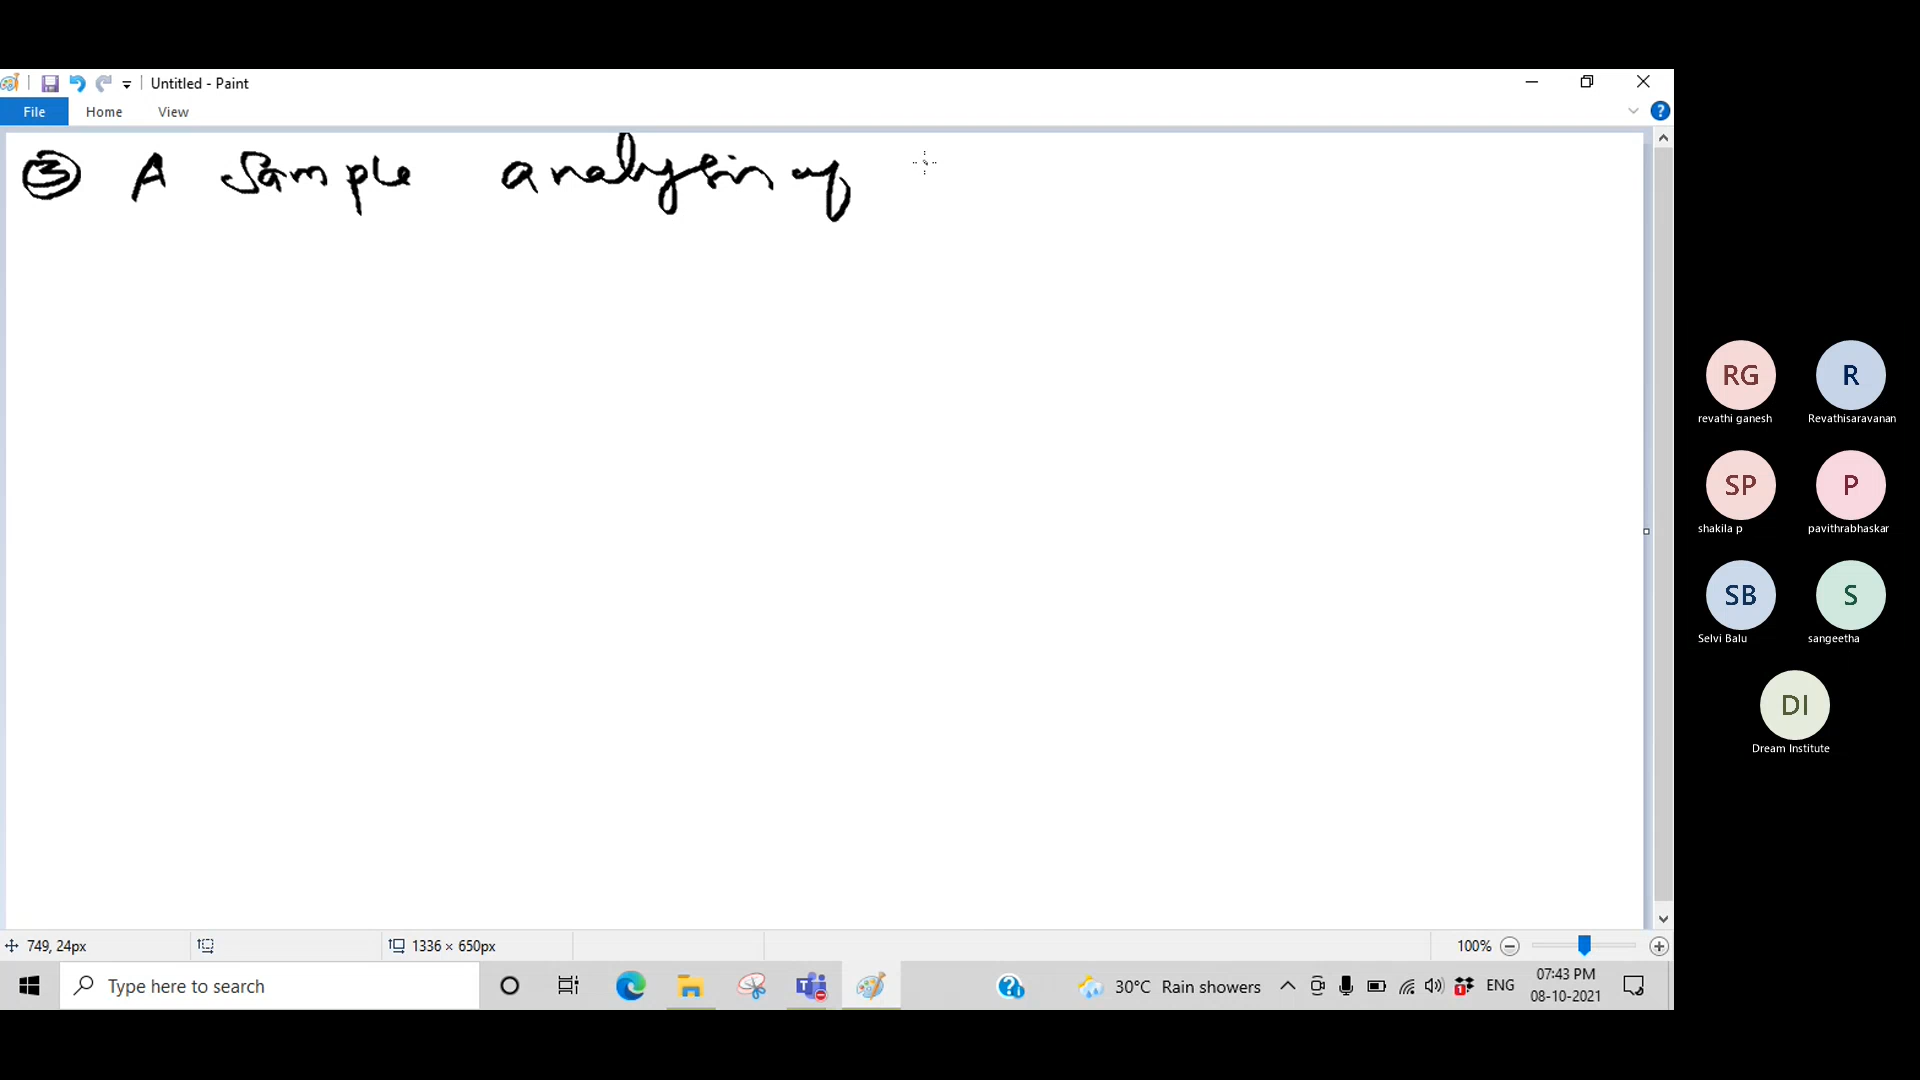 Untitled - Paint
File Home View
③ A Sample analysis of
RG R
revathi ganesh Revathisaravanan
SP P
shakila p pavithrabhaskar
SB S
Selvi Balu sangeetha
DI
Dream Institute
749, 24px 1336 × 650px 100%
Type here to search 30°C Rain showers ENG 07:43 PM
08-10-2021